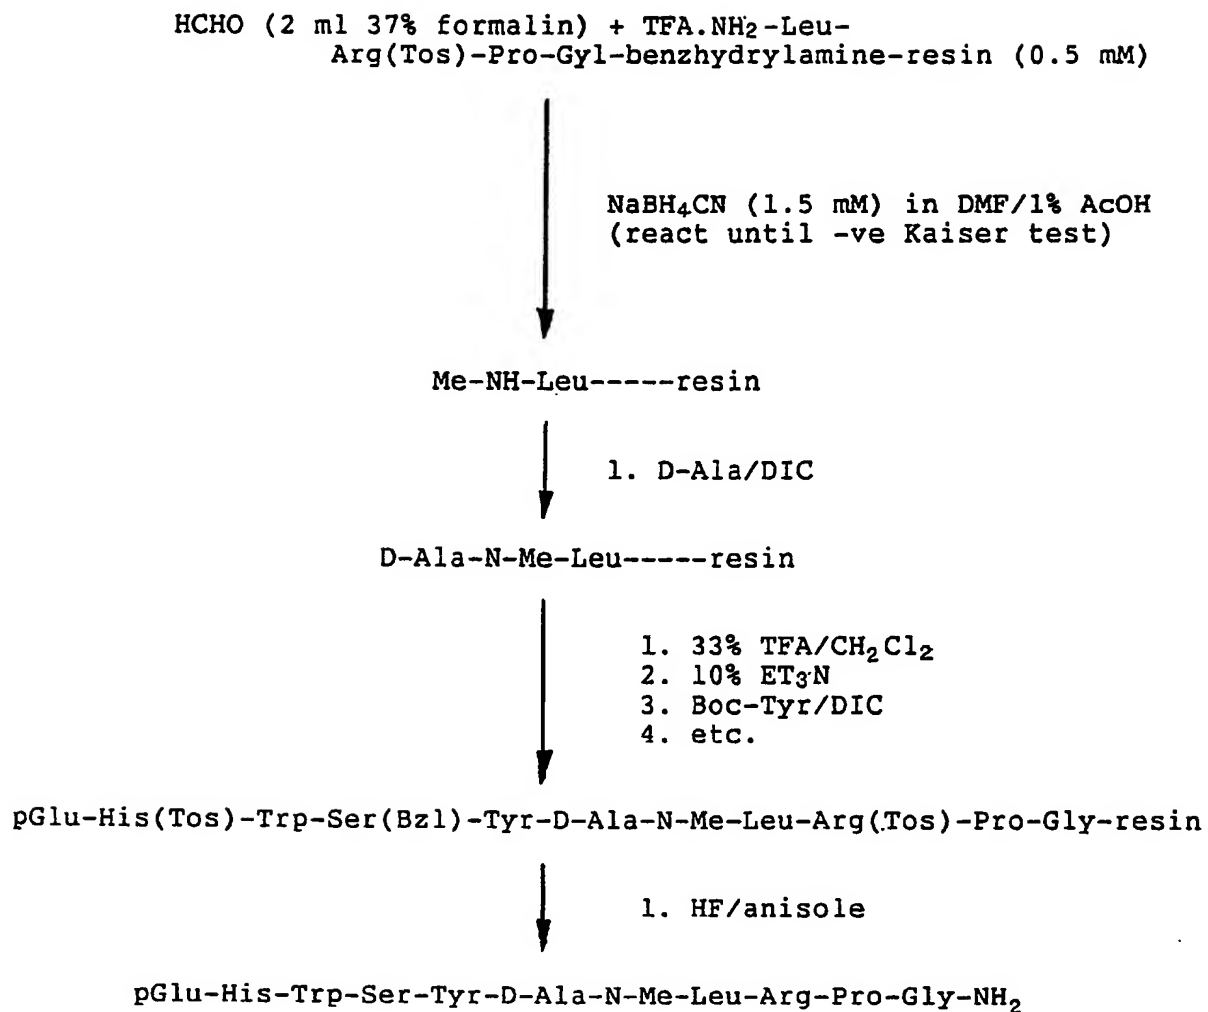 HCHO (2 ml 37% formalin) + TFA.NH2-Leu-
Arg(Tos)-Pro-Gyl-benzhydrylamine-resin (0.5 mM)
NaBH4CN (1.5 mM) in DMF/1% AcOH
(react until -ve Kaiser test)
Me-NH-Leu-----resin
1. D-Ala/DIC
D-Ala-N-Me-Leu-----resin
1. 33% TFA/CH2Cl2
2. 10% ET3N
3. Boc-Tyr/DIC
4. etc.
pGlu-His(Tos)-Trp-Ser(Bzl)-Tyr-D-Ala-N-Me-Leu-Arg(Tos)-Pro-Gly-resin
1. HF/anisole
pGlu-His-Trp-Ser-Tyr-D-Ala-N-Me-Leu-Arg-Pro-Gly-NH2